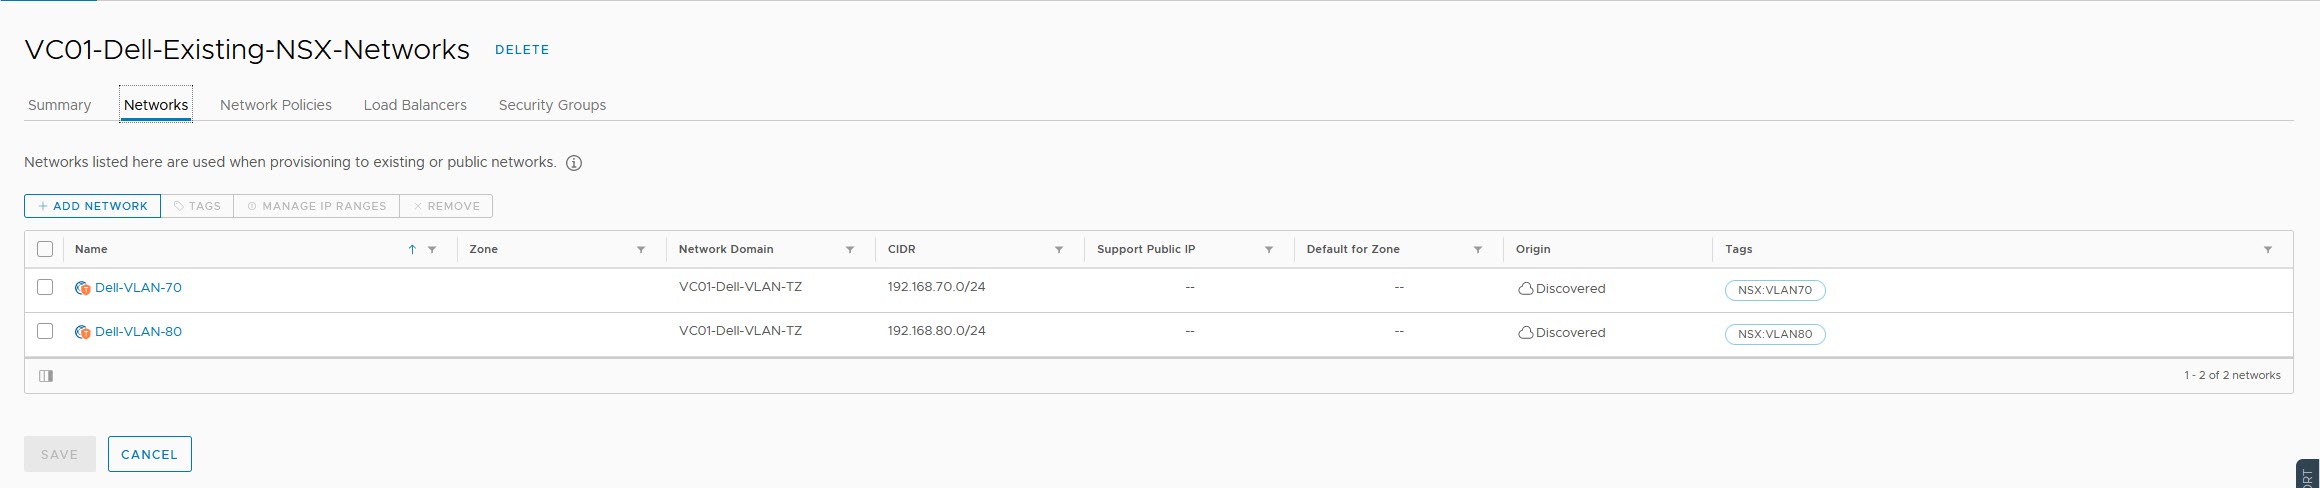 VC01-Dell-Existing-NSX-Networks DELETE
Summary Networks Network Policies Load Balancers Security Groups
Networks listed here are used when provisioning to existing or public networks.
+ ADD NETWORK TAGS MANAGE IP RANGES × REMOVE
Name Zone Network Domain CIDR Support Public IP Default for Zone Origin Tags
Dell-VLAN-70 VC01-Dell-VLAN-TZ 192.168.70.0/24 -- -- Discovered NSX:VLAN70
Dell-VLAN-80 VC01-Dell-VLAN-TZ 192.168.80.0/24 -- -- Discovered NSX:VLAN80
1 - 2 of 2 networks
SAVE CANCEL